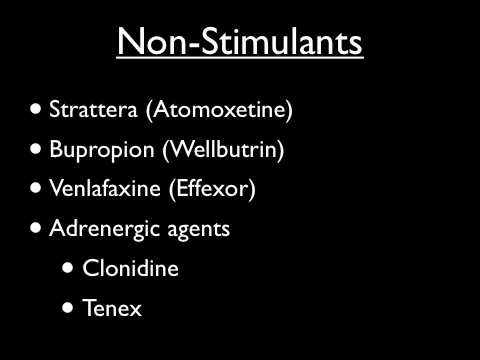 Non-Stimulants
• Strattera (Atomoxetine)
• Bupropion (Wellbutrin)
• Venlafaxine (Effexor)
• Adrenergic agents
• Clonidine
• Tenex